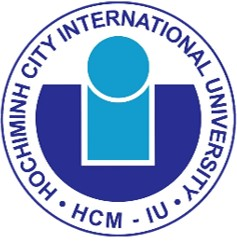 HOCHIMINH CITY INTERNATIONAL UNIVERSITY
• HCM - IU •